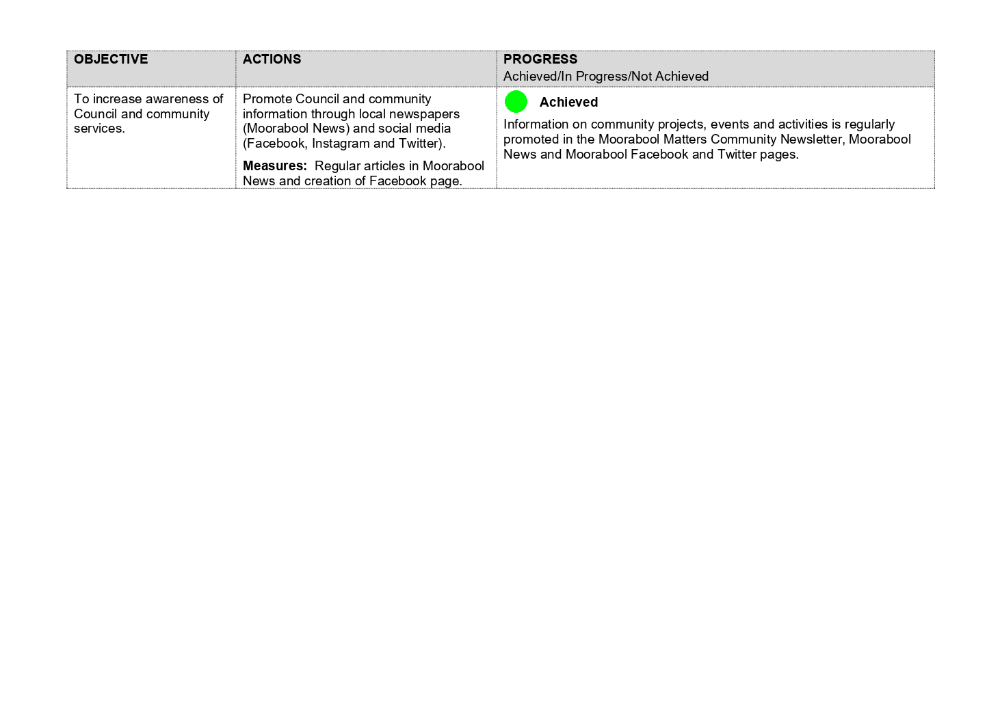 OBJECTIVE
ACTIONS
PROGRESS
Achieved/In Progress/Not Achieved
To increase awareness of
Council and community
services.
Promote Council and community
information through local newspapers
(Moorabool News) and social media
(Facebook, Instagram and Twitter).
Measures:  Regular articles in Moorabool
News and creation of Facebook page.
Achieved
Information on community projects, events and activities is regularly
promoted in the Moorabool Matters Community Newsletter, Moorabool
News and Moorabool Facebook and Twitter pages.